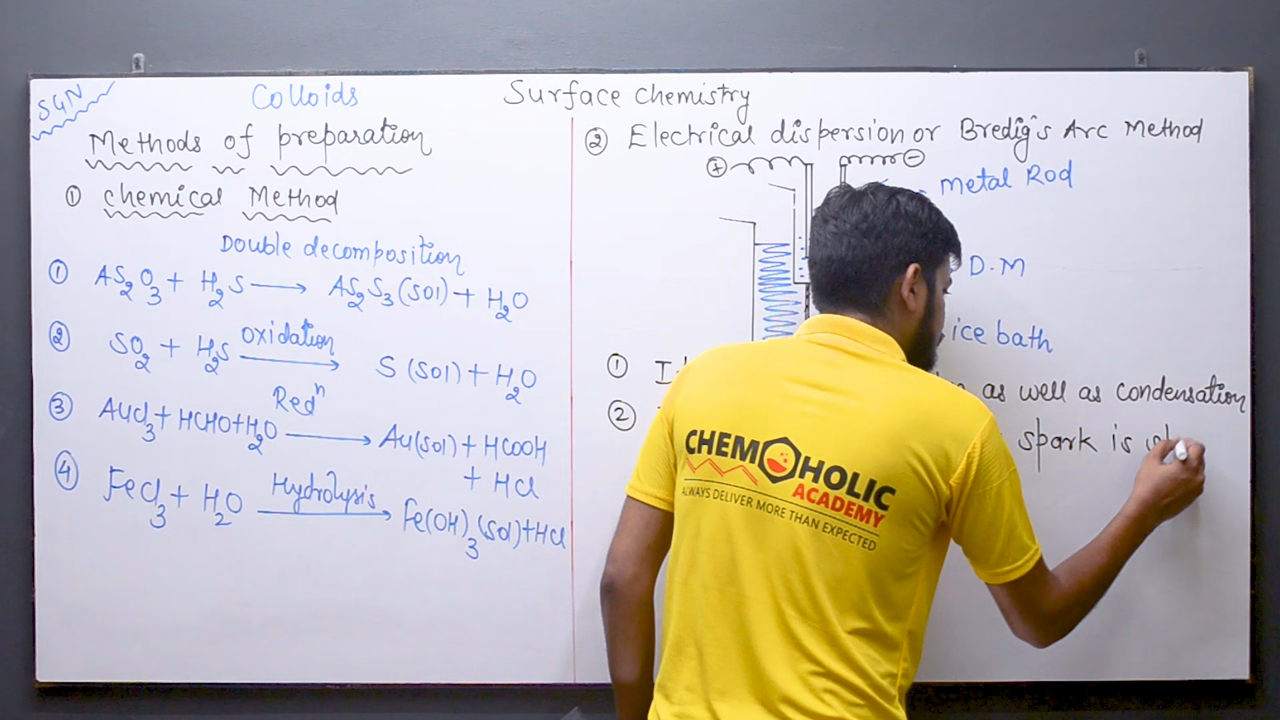 SGN
Colloids
Surface Chemistry
Methods of preparation
① chemical Method
Double decomposition
① AS₂O₃ + H₂S ⟶ AS₂S₃ (sol) + H₂O
② SO₂ + H₂S oxidation ⟶ S (sol) + H₂O
③ AuCl₃ + HCHO + H₂O Redⁿ ⟶ Au(sol) + HCOOH
+ HCl
④ FeCl₃ + H₂O Hydrolysis ⟶ Fe(OH)₃ (sol) + HCl
② Electrical dispersion or Bredig's Arc Method
+ −
Metal Rod
D.M
ice bath
①
as well as condensation
②
spark is
CHEMOHOLIC
ACADEMY
ALWAYS DELIVER MORE THAN EXPECTED